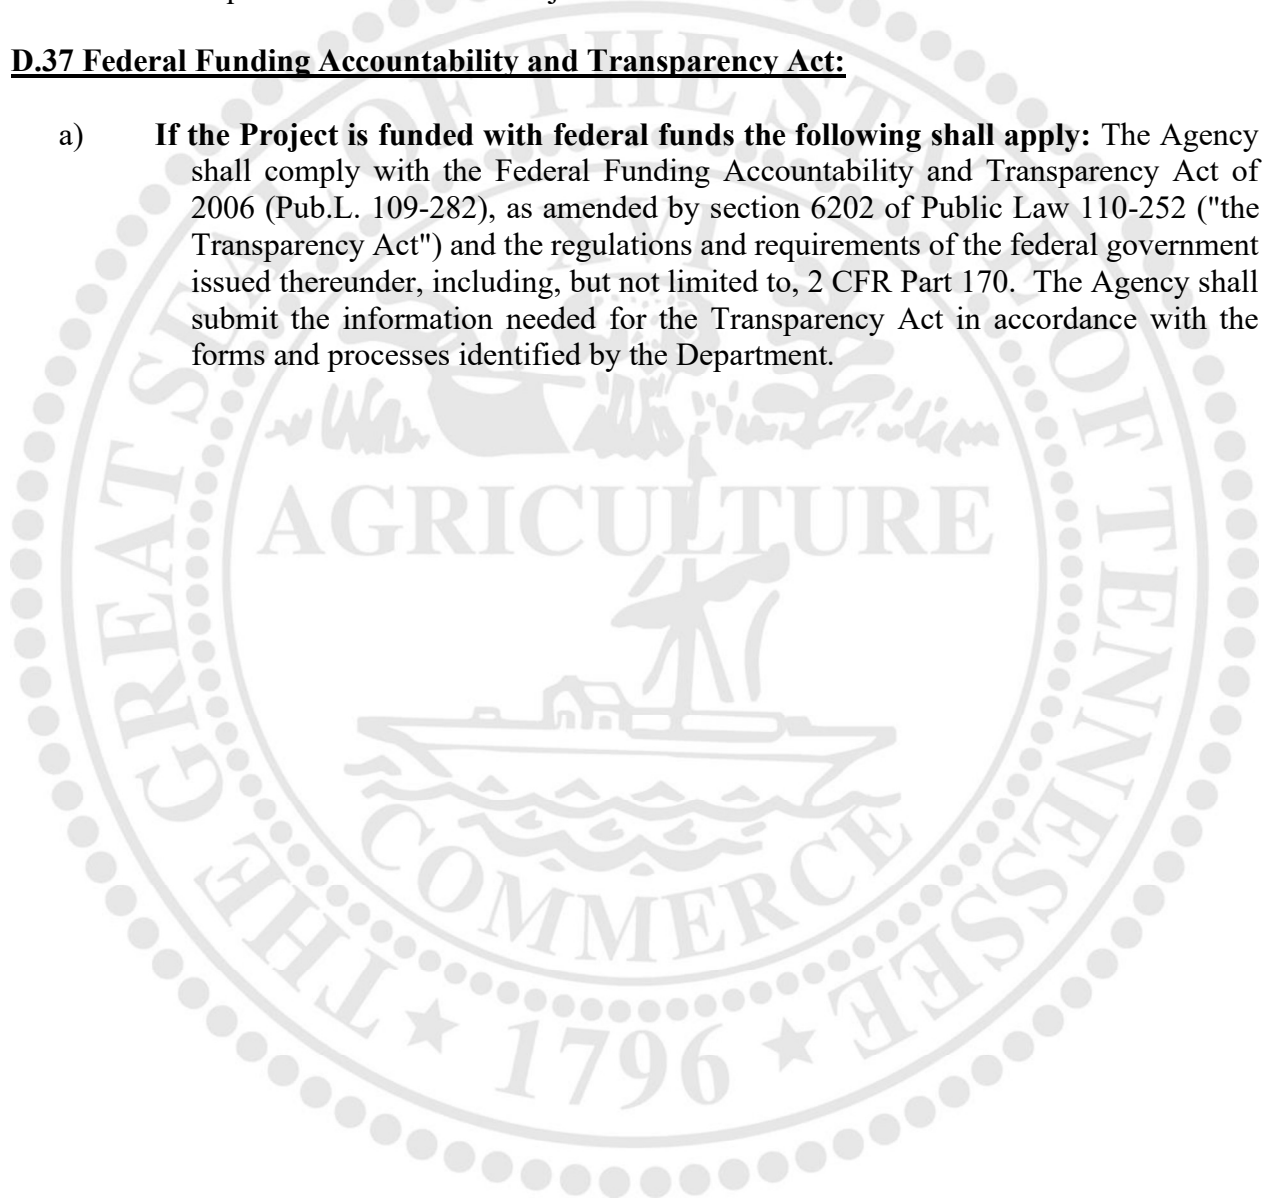 D.37 Federal Funding Accountability and Transparency Act:
a) If the Project is funded with federal funds the following shall apply: The Agency
shall comply with the Federal Funding Accountability and Transparency Act of
2006 (Pub.L. 109-282), as amended by section 6202 of Public Law 110-252 ("the
Transparency Act") and the regulations and requirements of the federal government
issued thereunder, including, but not limited to, 2 CFR Part 170. The Agency shall
submit the information needed for the Transparency Act in accordance with the
forms and processes identified by the Department.
THE GREAT SEAL OF THE STATE OF TENNESSEE
XVI
AGRICULTURE
COMMERCE
1796